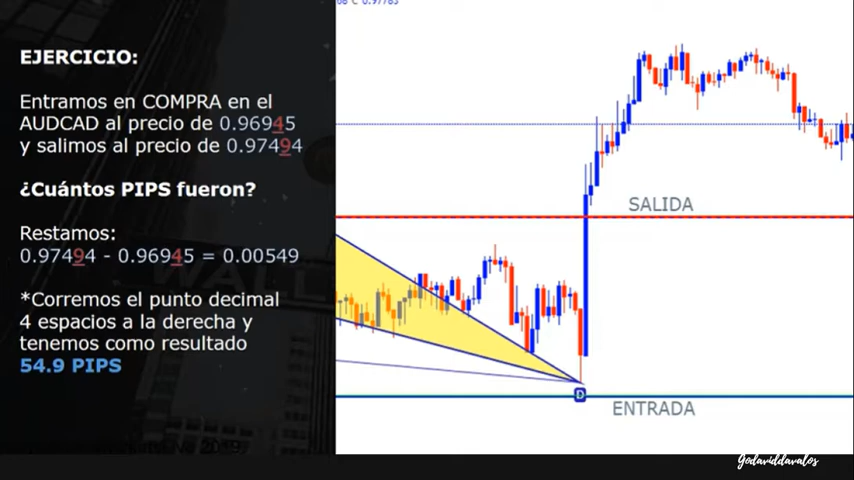 EJERCICIO:
Entramos en COMPRA en el
AUDCAD al precio de 0.96945
y salimos al precio de 0.97494
¿Cuántos PIPS fueron?
Restamos:
0.97494 - 0.96945 = 0.00549
*Corremos el punto decimal
4 espacios a la derecha y
tenemos como resultado
54.9 PIPS
SALIDA
D
ENTRADA
Godaviddavalos